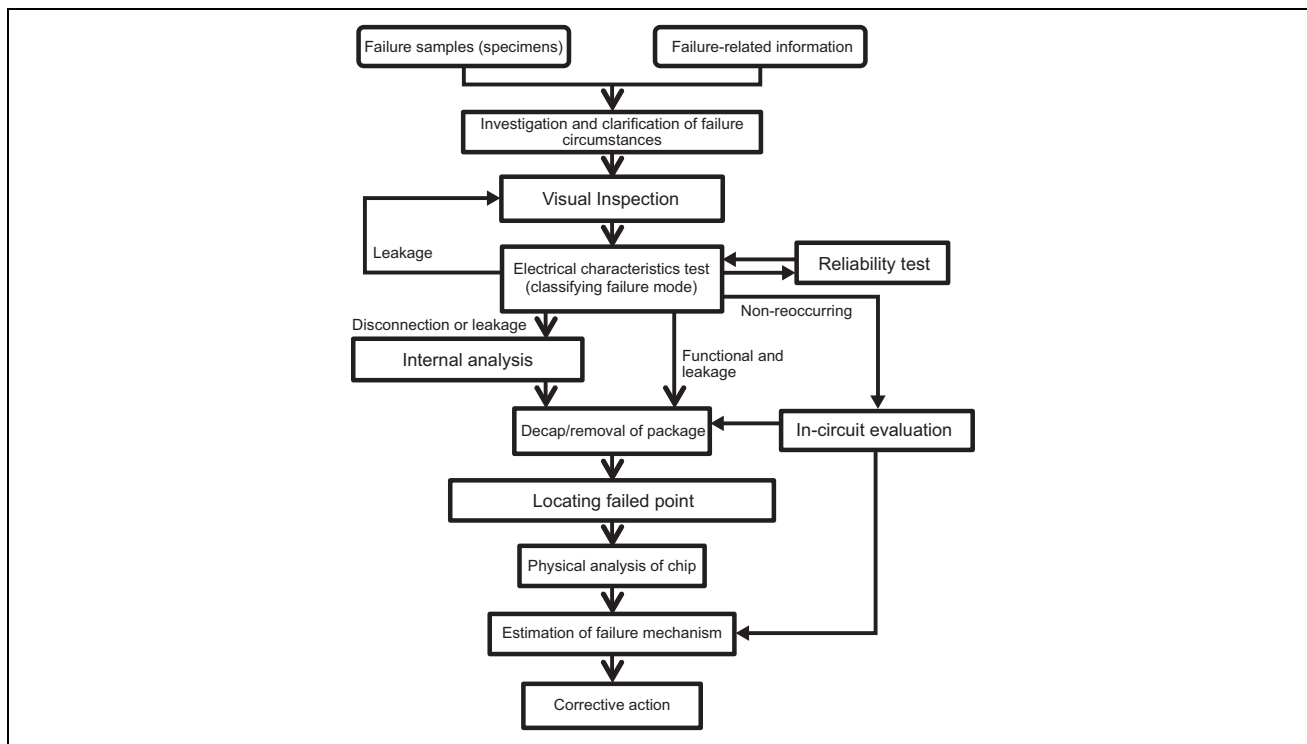 Failure samples (specimens)
Failure-related information
Investigation and clarification of failure
circumstances
Visual Inspection
Leakage
Electrical characteristics test
(classifying failure mode)
Reliability test
Non-reoccurring
Disconnection or leakage
Internal analysis
Functional and
leakage
Decap/removal of package
In-circuit evaluation
Locating failed point
Physical analysis of chip
Estimation of failure mechanism
Corrective action